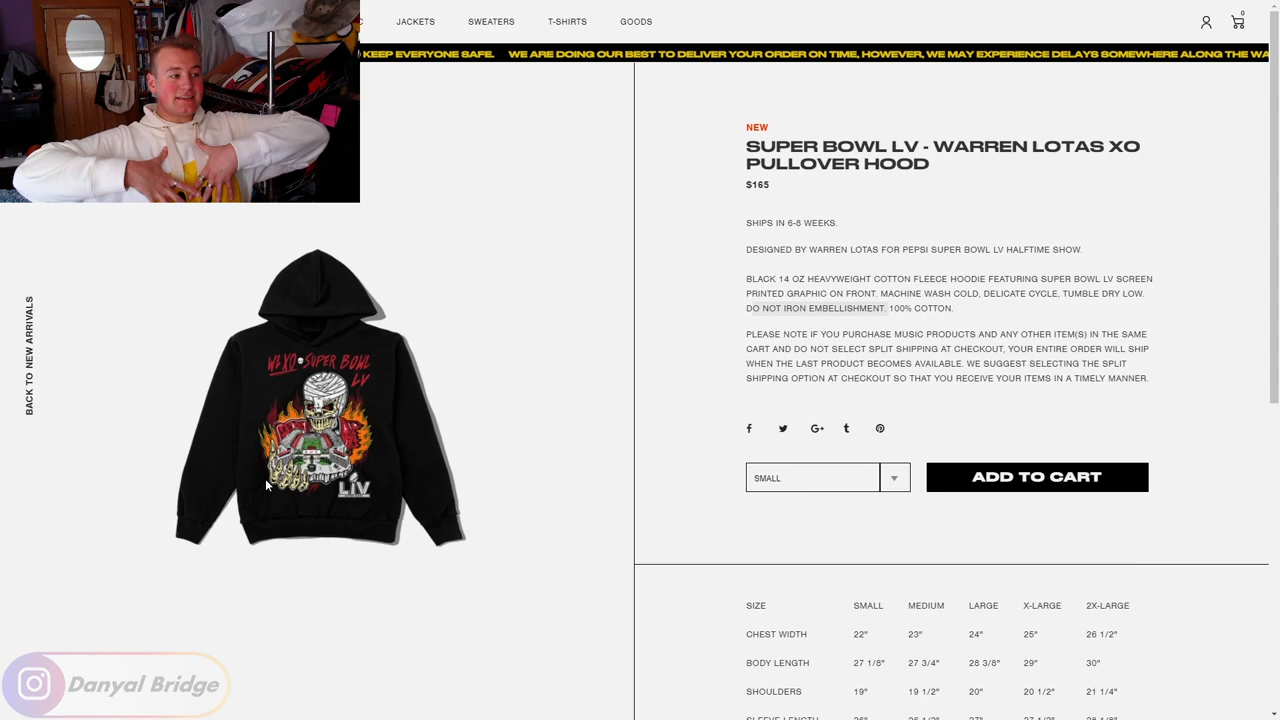 JACKETS SWEATERS T-SHIRTS GOODS
0
KEEP EVERYONE SAFE. WE ARE DOING OUR BEST TO DELIVER YOUR ORDER ON TIME, HOWEVER, WE MAY EXPERIENCE DELAYS SOMEWHERE ALONG THE WA
NEW
SUPER BOWL LV - WARREN LOTAS XO
PULLOVER HOOD
$165
SHIPS IN 6-8 WEEKS.
DESIGNED BY WARREN LOTAS FOR PEPSI SUPER BOWL LV HALFTIME SHOW.
BLACK 14 OZ HEAVYWEIGHT COTTON FLEECE HOODIE FEATURING SUPER BOWL LV SCREEN
PRINTED GRAPHIC ON FRONT. MACHINE WASH COLD, DELICATE CYCLE, TUMBLE DRY LOW.
DO NOT IRON EMBELLISHMENT. 100% COTTON.
PLEASE NOTE IF YOU PURCHASE MUSIC PRODUCTS AND ANY OTHER ITEM(S) IN THE SAME
CART AND DO NOT SELECT SPLIT SHIPPING AT CHECKOUT, YOUR ENTIRE ORDER WILL SHIP
WHEN THE LAST PRODUCT BECOMES AVAILABLE. WE SUGGEST SELECTING THE SPLIT
SHIPPING OPTION AT CHECKOUT SO THAT YOU RECEIVE YOUR ITEMS IN A TIMELY MANNER.
SMALL
ADD TO CART
BACK TO NEW ARRIVALS
XO SUPER BOWL
LV
LIV
SIZE SMALL MEDIUM LARGE X-LARGE 2X-LARGE
CHEST WIDTH 22" 23" 24" 25" 26 1/2"
BODY LENGTH 27 1/8" 27 3/4" 28 3/8" 29" 30"
SHOULDERS 19" 19 1/2" 20" 20 1/2" 21 1/4"
Danyal Bridge